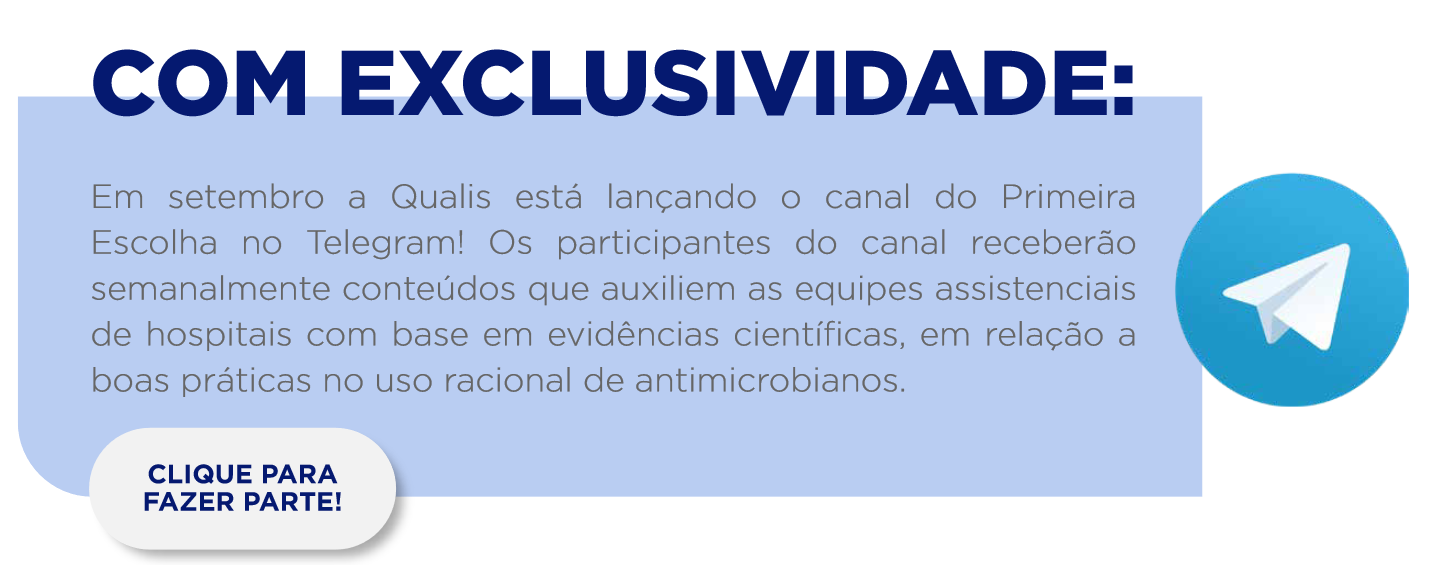 COM EXCLUSIVIDADE:
Em setembro a Qualis está lançando o canal do Primeira
Escolha no Telegram! Os participantes do canal receberão
semanalmente conteúdos que auxiliem as equipes assistenciais
de hospitais com base em evidências científicas, em relação a
boas práticas no uso racional de antimicrobianos.
CLIQUE PARA
FAZER PARTE!